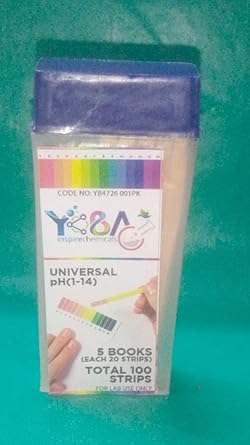 CODE NO: YB4726 001PK
YBA
inspirechemicals
UNIVERSAL
pH(1-14)
5 BOOKS
(EACH 20 STRIPS)
TOTAL 100
STRIPS
FOR LAB USE ONLY